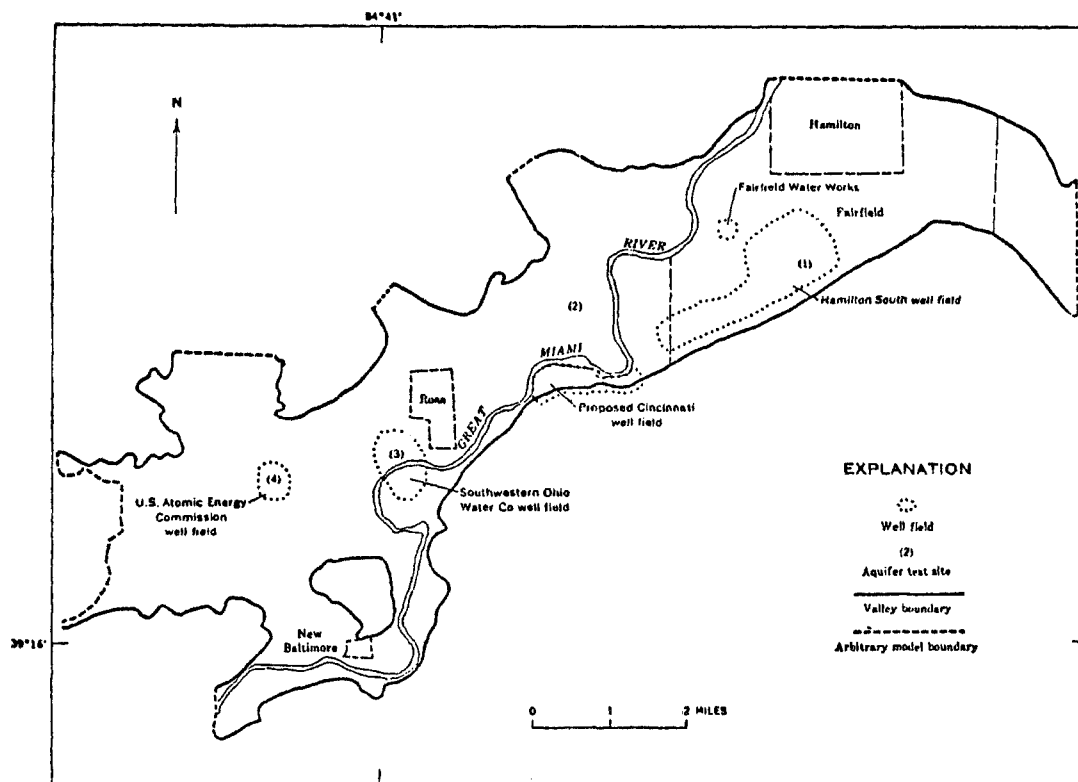 84°41'
N
Hamilton
Fairfield Water Works
Fairfield
RIVER
(1)
Hamilton South well field
(2)
MIAMI
Ross
GREAT
Proposed Cincinnati
well field
(3)
(4)
Southwestern Ohio
Water Co well field
U.S. Atomic Energy
Commission
well field
EXPLANATION
Well field
(2)
Aquifer test site
Valley boundary
Arbitrary model boundary
39°16'
New
Baltimore
0 1 2 MILES